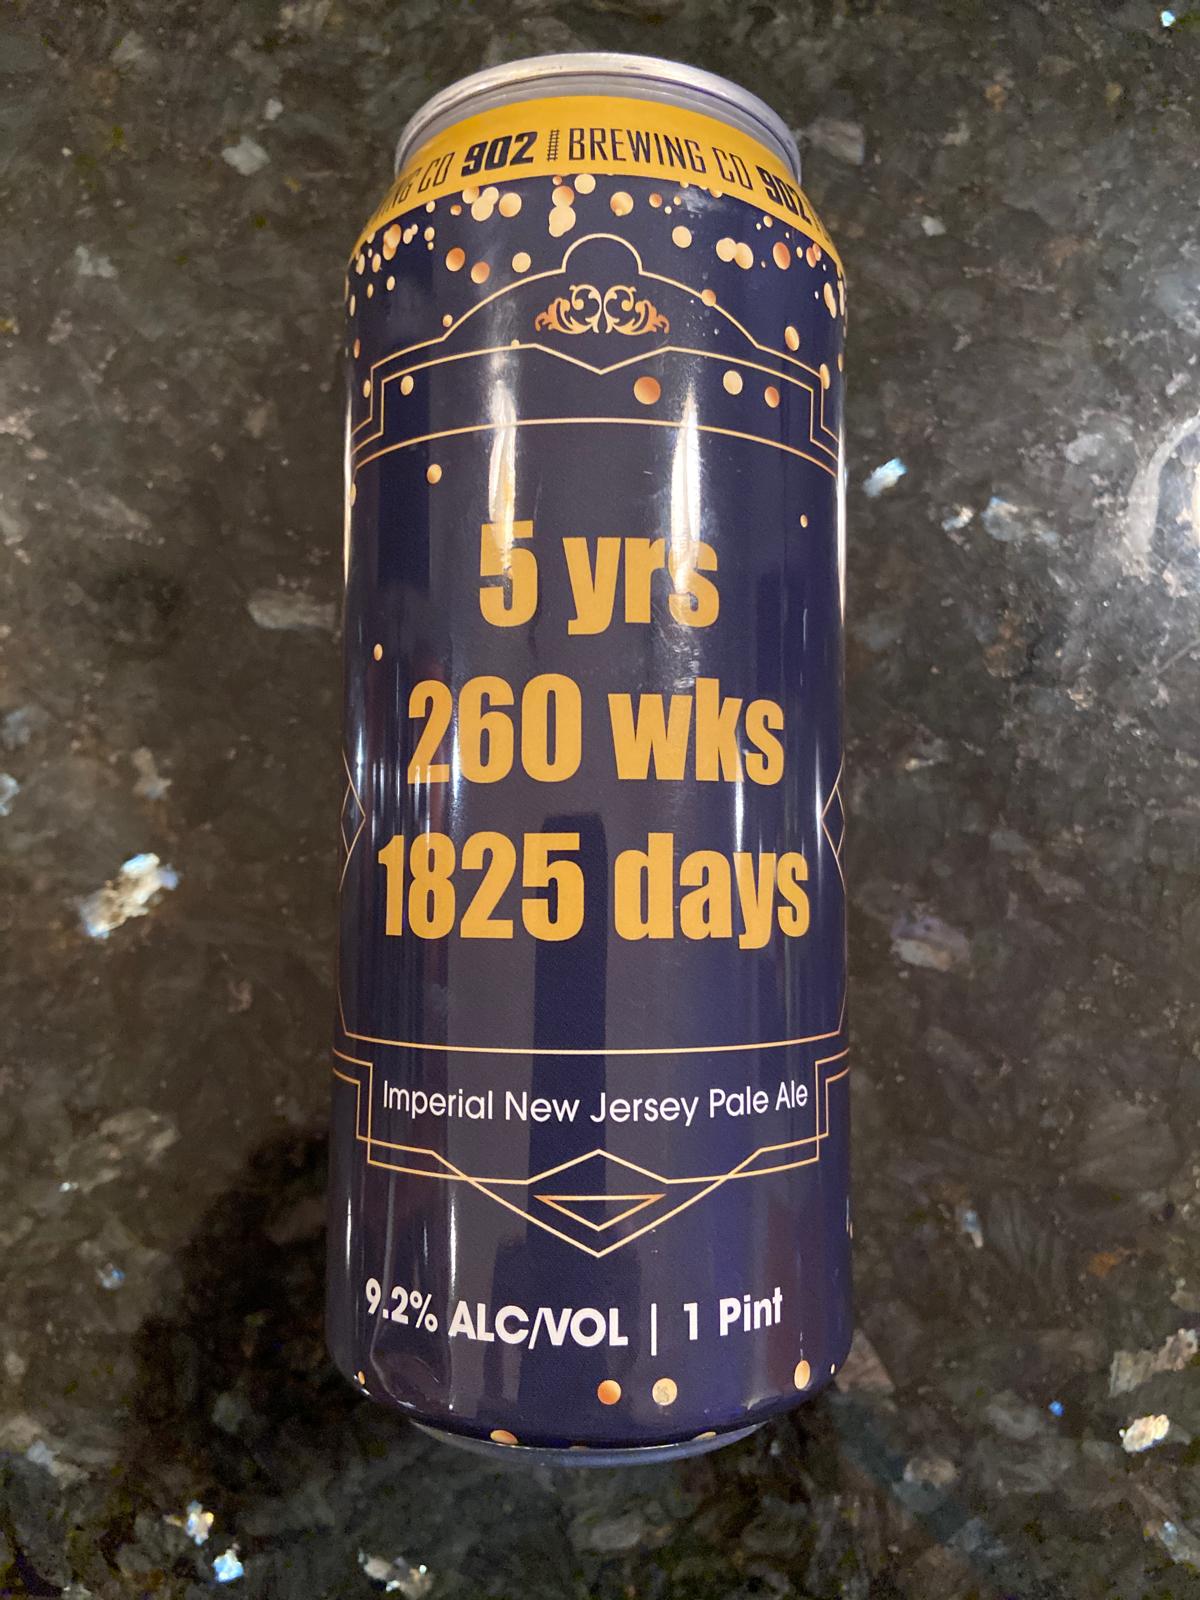 902 BREWING CO 902
5 yrs
260 wks
1825 days
Imperial New Jersey Pale Ale
9.2% ALC/VOL | 1 Pint